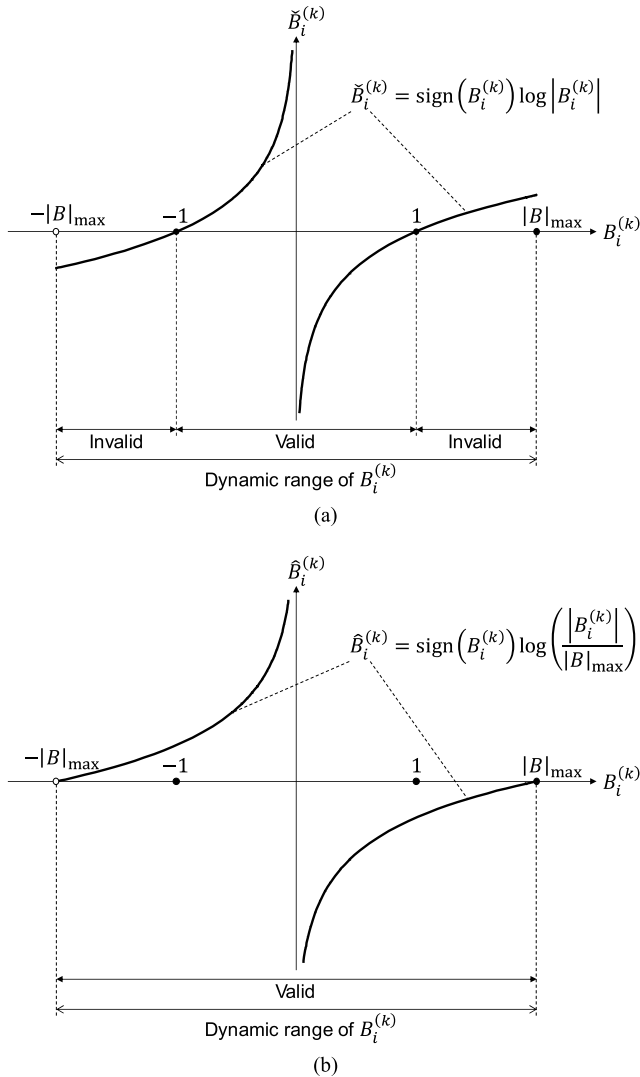 B̌_i^(k)
B̌_i^(k) = sign(B_i^(k)) log|B_i^(k)|
−|B|_max −1 1 |B|_max B_i^(k)
Invalid Valid Invalid
Dynamic range of B_i^(k)
(a)
B̂_i^(k)
B̂_i^(k) = sign(B_i^(k)) log(|B_i^(k)| / |B|_max)
−|B|_max −1 1 |B|_max B_i^(k)
Valid
Dynamic range of B_i^(k)
(b)